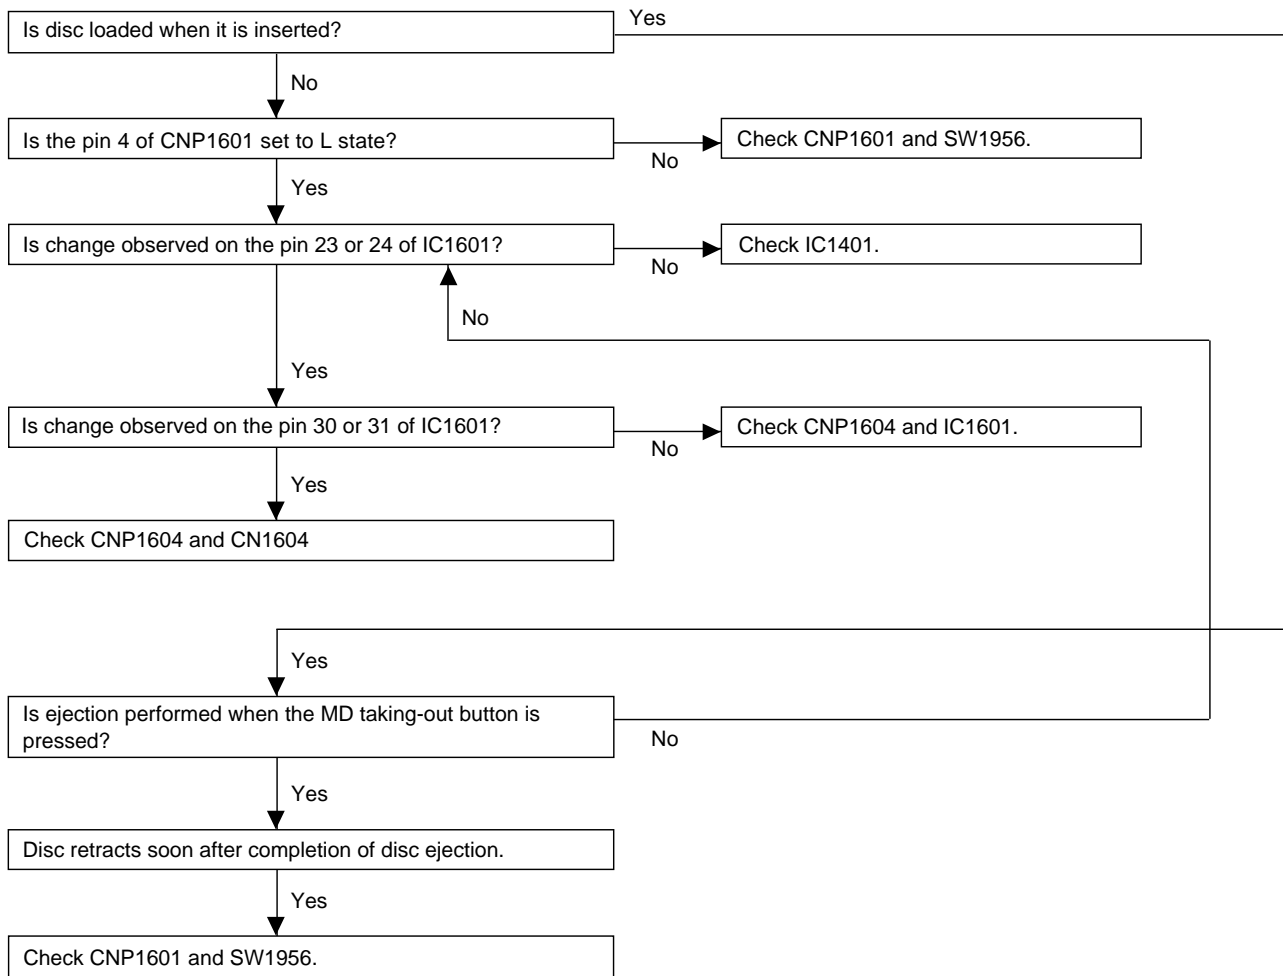 Is disc loaded when it is inserted?
Yes
No
Is the pin 4 of CNP1601 set to L state?
No
Check CNP1601 and SW1956.
Yes
Is change observed on the pin 23 or 24 of IC1601?
No
Check IC1401.
No
Yes
Is change observed on the pin 30 or 31 of IC1601?
No
Check CNP1604 and IC1601.
Yes
Check CNP1604 and CN1604
Yes
Is ejection performed when the MD taking-out button is
pressed?
No
Yes
Disc retracts soon after completion of disc ejection.
Yes
Check CNP1601 and SW1956.